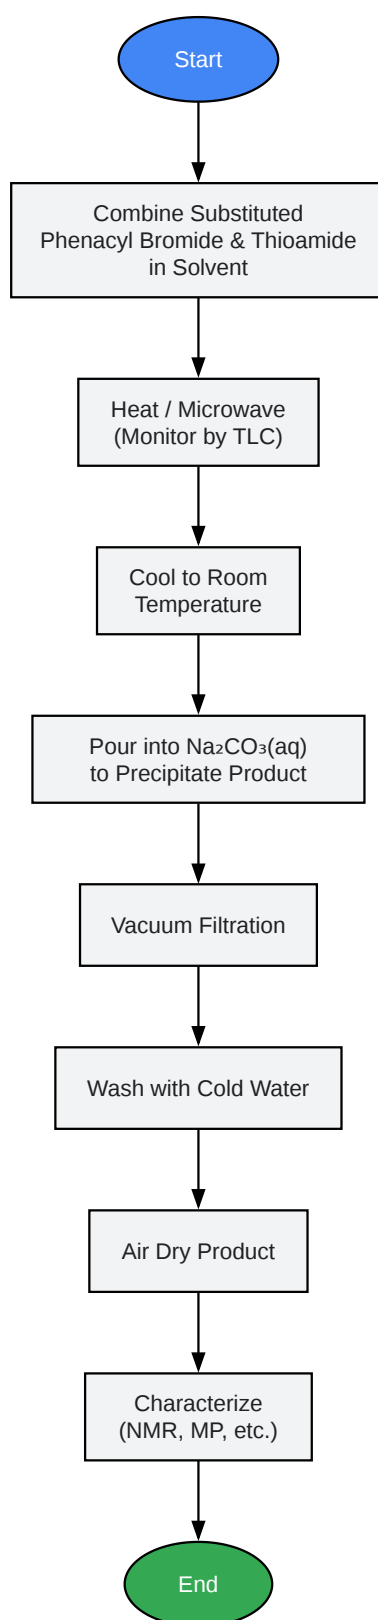 Start
Combine Substituted
Phenacyl Bromide & Thioamide
in Solvent
Heat / Microwave
(Monitor by TLC)
Cool to Room
Temperature
Pour into Na₂CO₃(aq)
to Precipitate Product
Vacuum Filtration
Wash with Cold Water
Air Dry Product
Characterize
(NMR, MP, etc.)
End